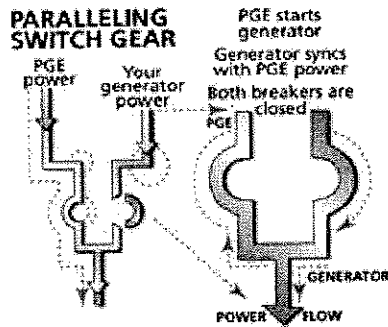 PARALLELING
SWITCH GEAR
PGE
power
Your
generator
power
PGE starts
generator
Generator syncs
with PGE power
Both breakers are
closed
PGE
GENERATOR
POWER FLOW